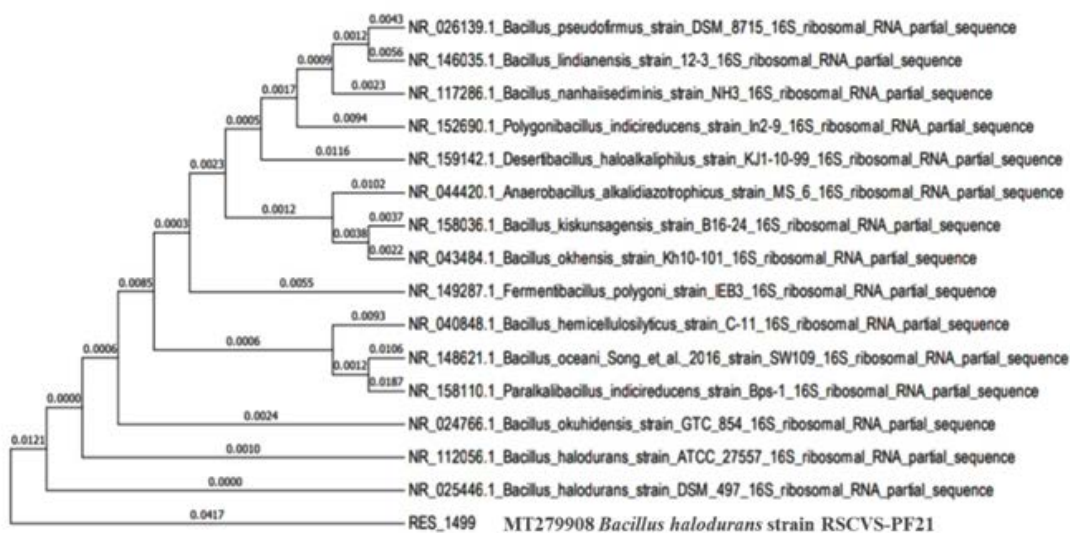 0.0043
NR_026139.1_Bacillus_pseudofirmus_strain_DSM_8715_16S_ribosomal_RNA_partial_sequence
0.0012
0.0056
NR_146035.1_Bacillus_lindianensis_strain_12-3_16S_ribosomal_RNA_partial_sequence
0.0009
0.0023
NR_117286.1_Bacillus_nanhaiisediminis_strain_NH3_16S_ribosomal_RNA_partial_sequence
0.0017
0.0094
NR_152690.1_Polygonibacillus_indicireducens_strain_In2-9_16S_ribosomal_RNA_partial_sequence
0.0005
0.0116
NR_159142.1_Desertibacillus_haloalkaliphilus_strain_KJ1-10-99_16S_ribosomal_RNA_partial_sequence
0.0023
0.0102
NR_044420.1_Anaerobacillus_alkalidiazotrophicus_strain_MS_6_16S_ribosomal_RNA_partial_sequence
0.0012
0.0037
NR_158036.1_Bacillus_kiskunsagensis_strain_B16-24_16S_ribosomal_RNA_partial_sequence
0.0003
0.0038
0.0022
NR_043484.1_Bacillus_okhensis_strain_Kh10-101_16S_ribosomal_RNA_partial_sequence
0.0085
0.0055
NR_149287.1_Fermentibacillus_polygoni_strain_IEB3_16S_ribosomal_RNA_partial_sequence
0.0093
NR_040848.1_Bacillus_hemicellulosilyticus_strain_C-11_16S_ribosomal_RNA_partial_sequence
0.0006
0.0006
0.0106
NR_148621.1_Bacillus_oceani_Song_et_al._2016_strain_SW109_16S_ribosomal_RNA_partial_sequence
0.0012
0.0187
NR_158110.1_Paralkalibacillus_indicireducens_strain_Bps-1_16S_ribosomal_RNA_partial_sequence
0.0000
0.0024
NR_024766.1_Bacillus_okuhidensis_strain_GTC_854_16S_ribosomal_RNA_partial_sequence
0.0121
0.0010
NR_112056.1_Bacillus_halodurans_strain_ATCC_27557_16S_ribosomal_RNA_partial_sequence
0.0000
NR_025446.1_Bacillus_halodurans_strain_DSM_497_16S_ribosomal_RNA_partial_sequence
0.0417
RES_1499 MT279908 Bacillus halodurans strain RSCVS-PF21